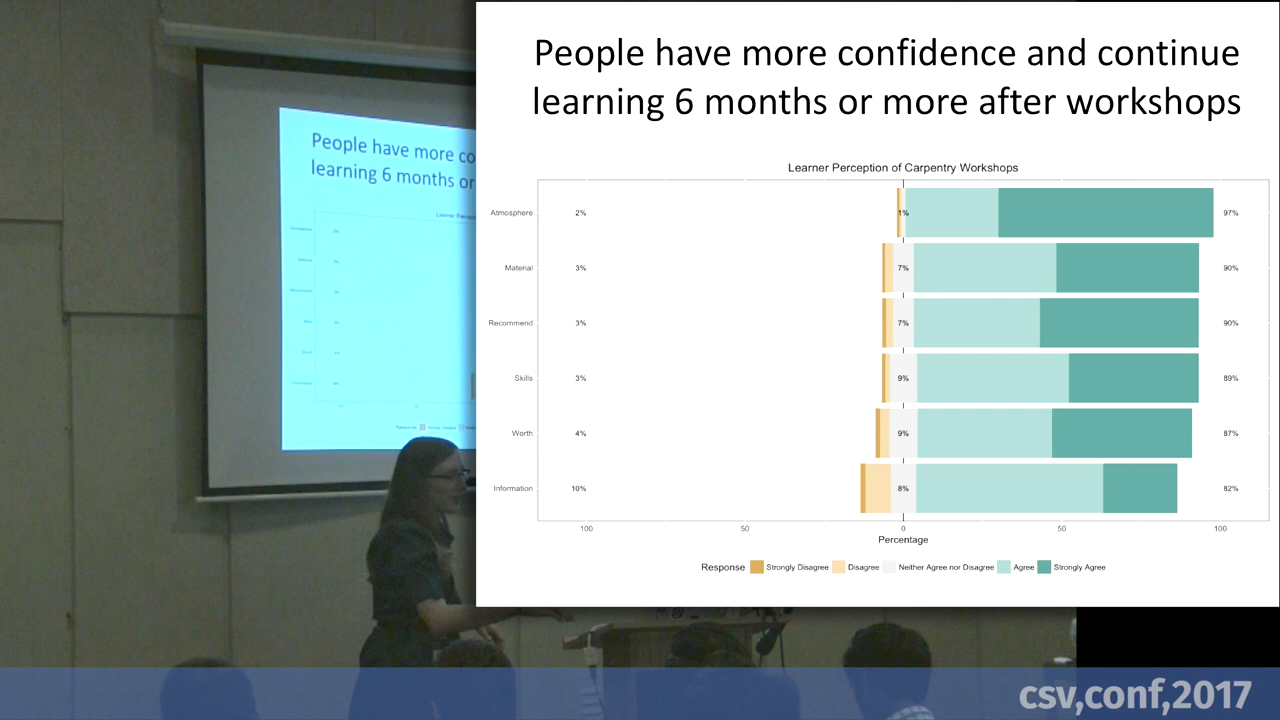 People have more confidence and continue
learning 6 months or more after workshops
Learner Perception of Carpentry Workshops
Atmosphere 2% 1% 97%
Material 3% 7% 90%
Recommend 3% 7% 90%
Skills 3% 9% 89%
Worth 4% 9% 87%
Information 10% 8% 82%
100 50 0 50 100
Percentage
Response Strongly Disagree Disagree Neither Agree nor Disagree Agree Strongly Agree
People have more co
learning 6 months or
csv,conf,2017